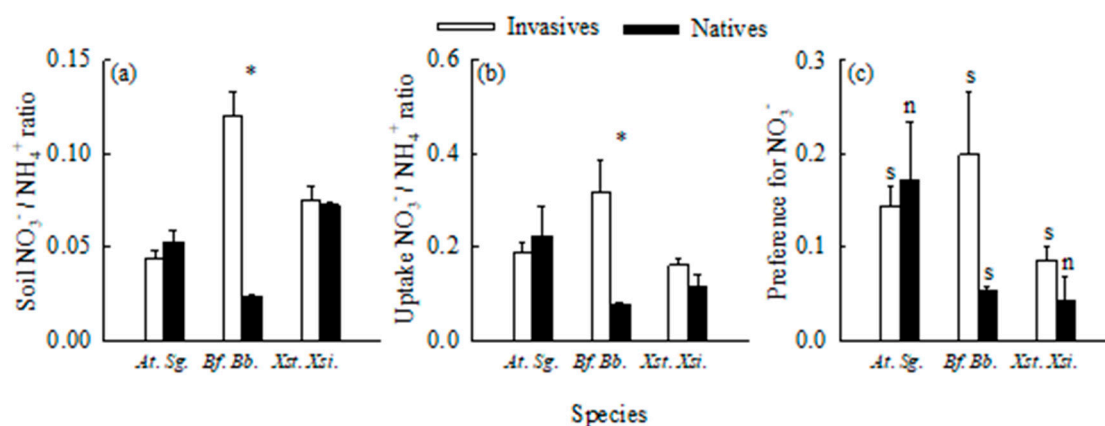 Invasives Natives
(a) *
Soil NO₃⁻ / NH₄⁺ ratio
0.15
0.10
0.05
0.00
At. Sg. Bf. Bb. Xst. Xsi.
(b) *
Uptake NO₃⁻ / NH₄⁺ ratio
0.6
0.4
0.2
0.0
At. Sg. Bf. Bb. Xst. Xsi.
(c)
Preference for NO₃⁻
0.3
0.2
0.1
0.0
s n s s s n
At. Sg. Bf. Bb. Xst. Xsi.
Species